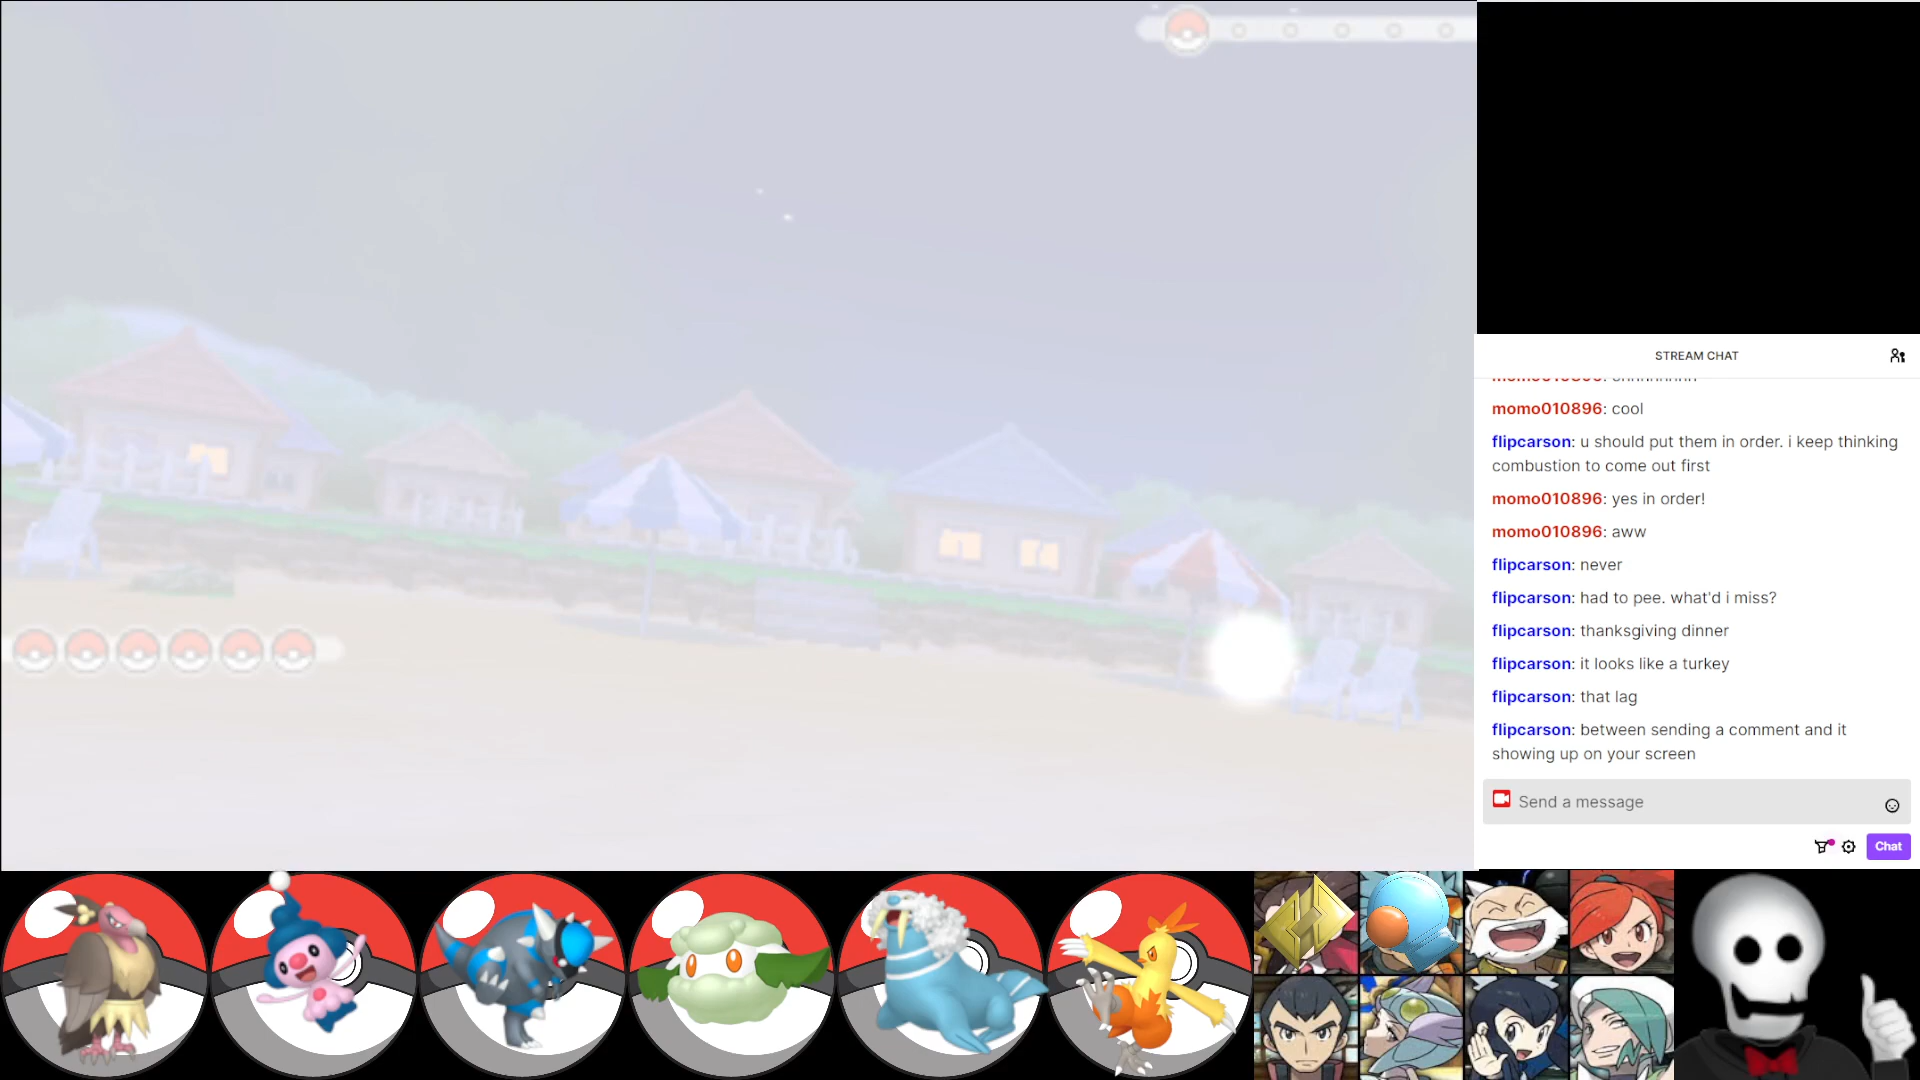 STREAM CHAT
momo010896: cool
flipcarson: u should put them in order. i keep thinking
combustion to come out first
momo010896: yes in order!
momo010896: aww
flipcarson: never
flipcarson: had to pee. what'd i miss?
flipcarson: thanksgiving dinner
flipcarson: it looks like a turkey
flipcarson: that lag
flipcarson: between sending a comment and it
showing up on your screen
Send a message
Chat